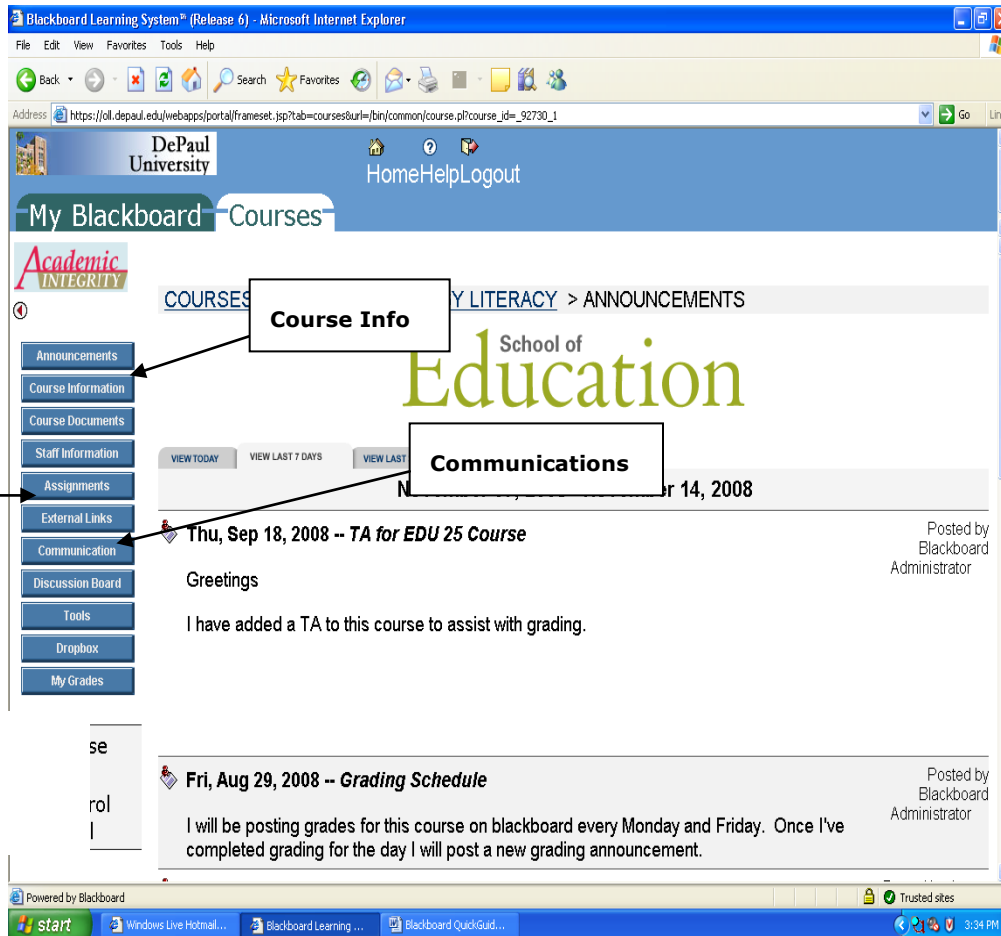 Blackboard Learning System™ (Release 6) - Microsoft Internet Explorer
File Edit View Favorites Tools Help
Back Search Favorites
Address https://oll.depaul.edu/webapps/portal/frameset.jsp?tab=courses&url=/bin/common/course.pl?course_id=_92730_1 Go
DePaul
University
Home Help Logout
My Blackboard Courses
Academic
INTEGRITY
COURSES Y LITERACY > ANNOUNCEMENTS
Course Info
School of
Education
Announcements
Course Information
Course Documents
Staff Information
Assignments
External Links
Communication
Discussion Board
Tools
Dropbox
My Grades
VIEW TODAY VIEW LAST 7 DAYS VIEW LAST
Communications
14, 2008
Thu, Sep 18, 2008 -- TA for EDU 25 Course
Posted by
Blackboard
Administrator
Greetings
I have added a TA to this course to assist with grading.
se
rol
Fri, Aug 29, 2008 -- Grading Schedule
Posted by
Blackboard
Administrator
I will be posting grades for this course on blackboard every Monday and Friday. Once I've
completed grading for the day I will post a new grading announcement.
Powered by Blackboard Trusted sites
start Windows Live Hotmail... Blackboard Learning ... Blackboard QuickGuid... 3:34 PM